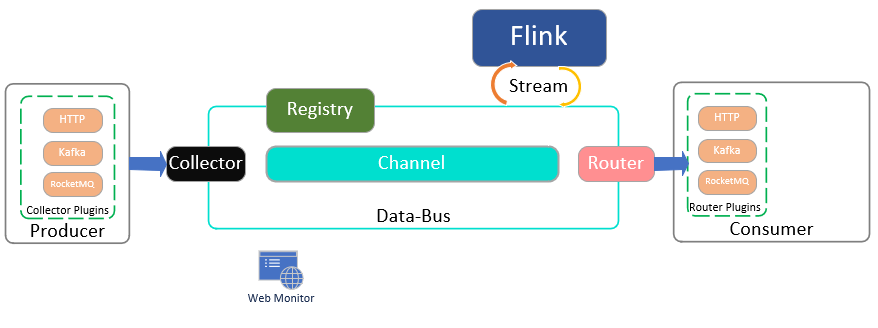 Flink
Stream
Registry
HTTP
Kafka
RocketMQ
Collector Plugins
Producer
Collector
Channel
Router
Data-Bus
HTTP
Kafka
RocketMQ
Router Plugins
Consumer
Web Monitor